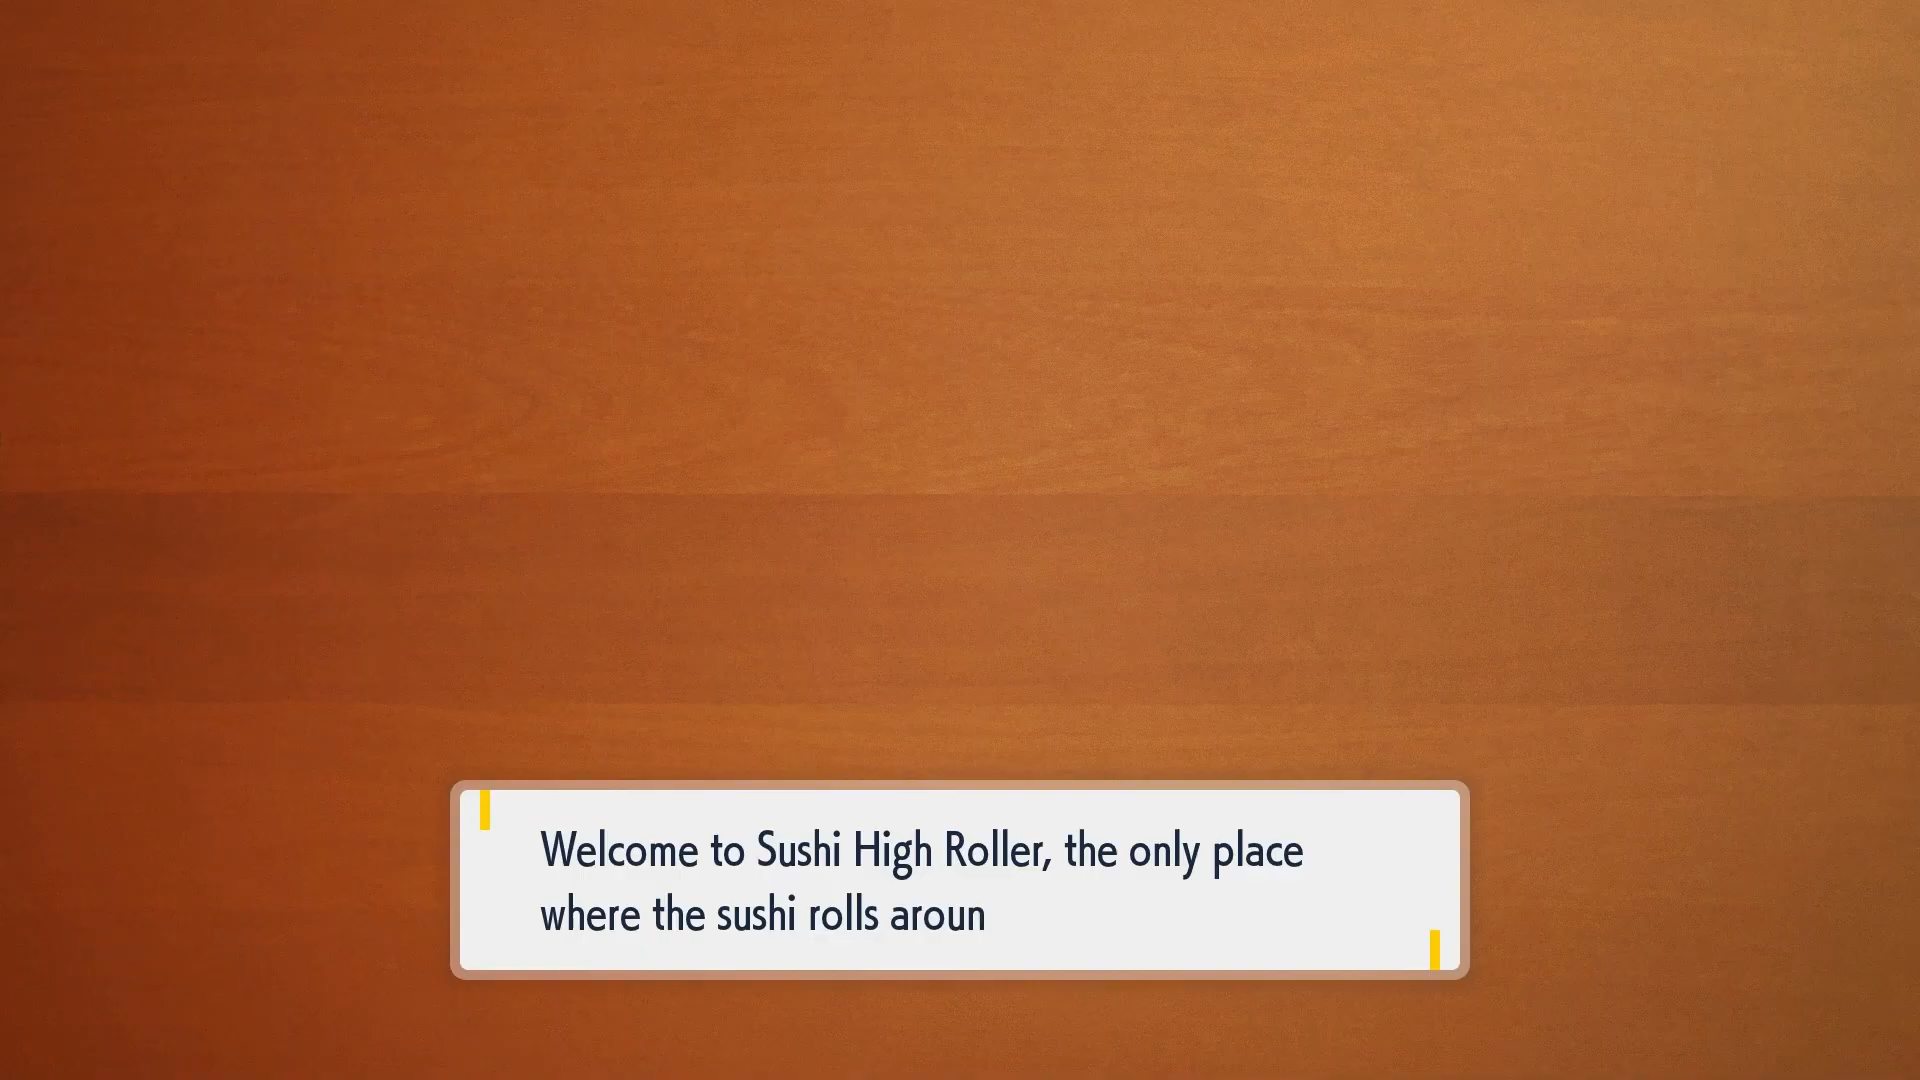 Welcome to Sushi High Roller, the only place
where the sushi rolls aroun